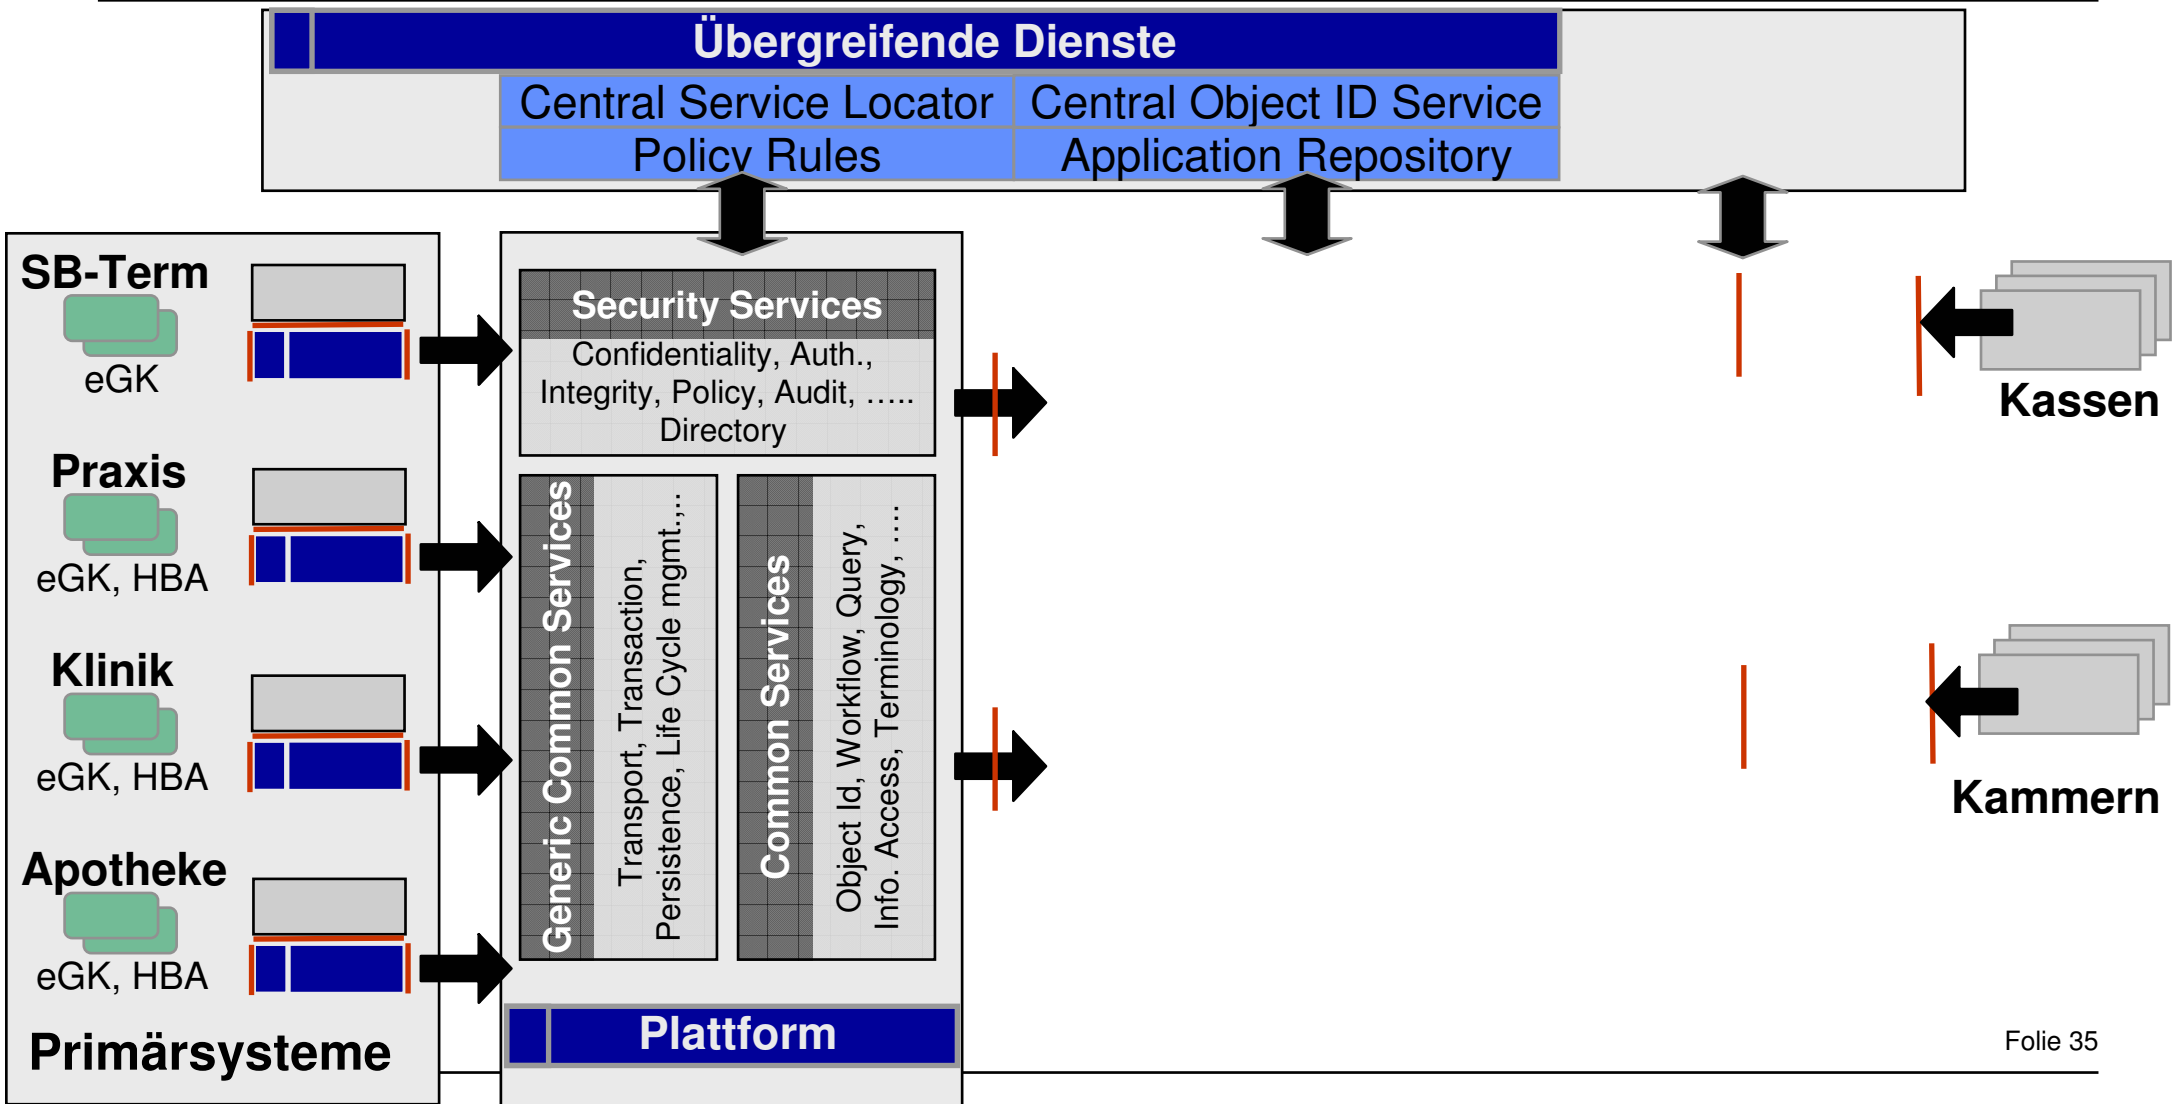 Übergreifende Dienste
Central Service Locator
Central Object ID Service
Policy Rules
Application Repository
SB-Term
eGK
Praxis
eGK, HBA
Klinik
eGK, HBA
Apotheke
eGK, HBA
Primärsysteme
Security Services
Confidentiality, Auth.,
Integrity, Policy, Audit, …..
Directory
Generic Common Services
Transport, Transaction,
Persistence, Life Cycle mgmt.,..
Common Services
Object Id, Workflow, Query,
Info. Access, Terminology, ….
Plattform
Kassen
Kammern
Folie 35